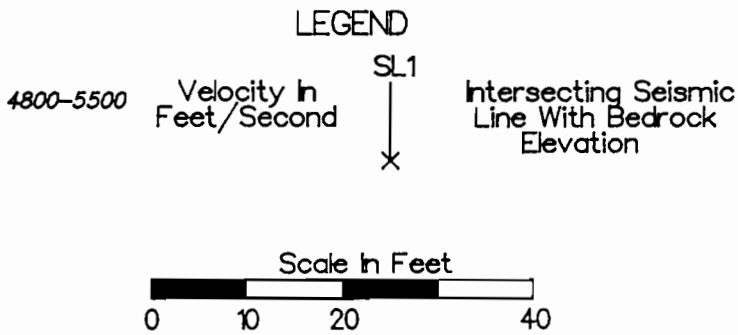 LEGEND
SL1
4800-5500
Velocity In
Feet/Second
Intersecting Seismic
Line With Bedrock
Elevation
Scale In Feet
0 10 20 40